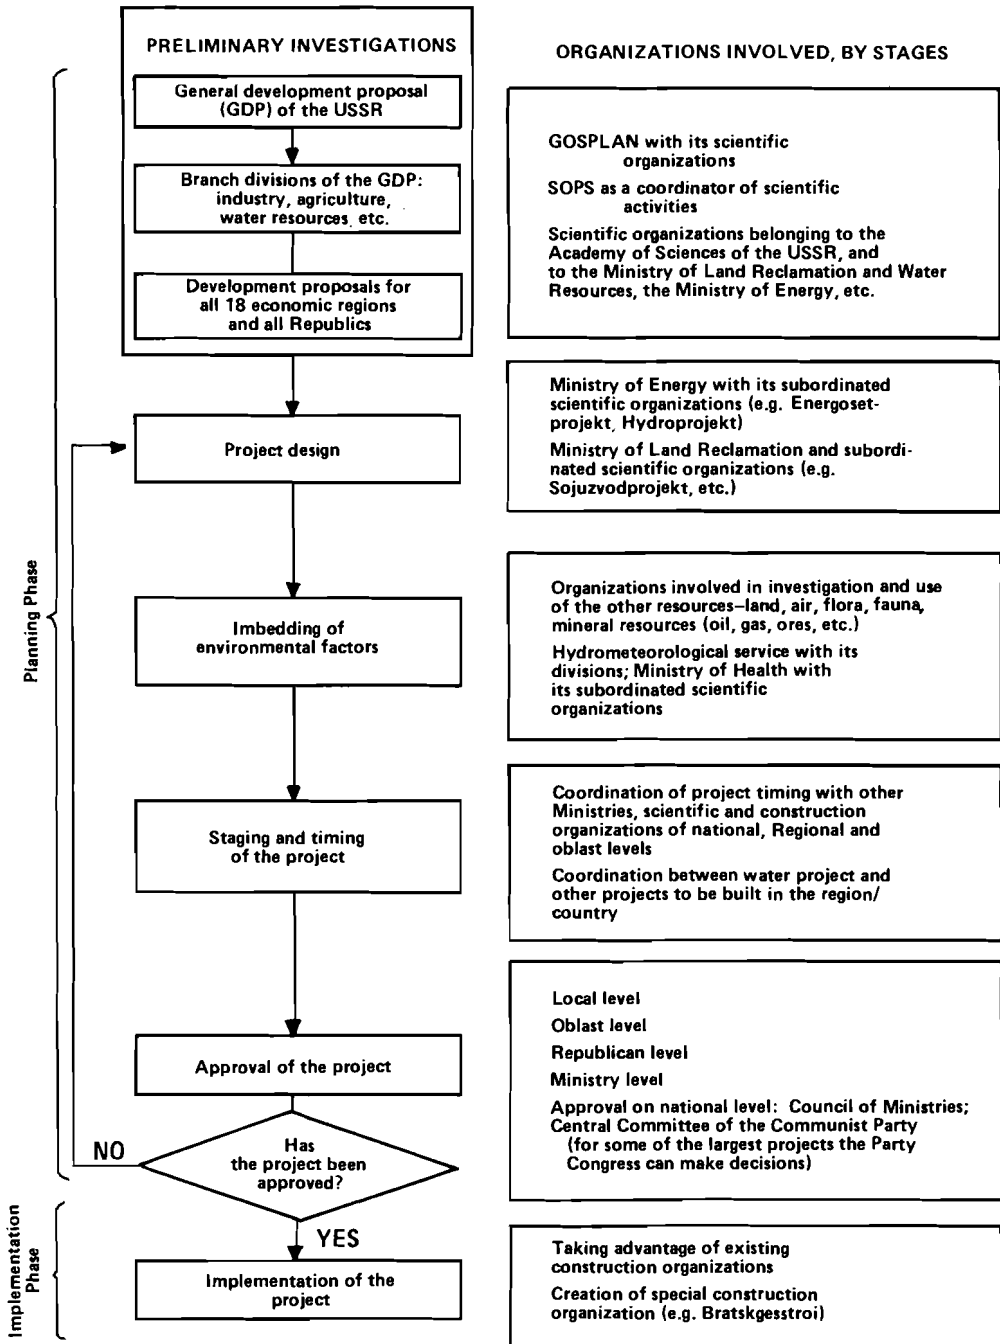 PRELIMINARY INVESTIGATIONS
General development proposal
(GDP) of the USSR
Branch divisions of the GDP:
industry, agriculture,
water resources, etc.
Development proposals for
all 18 economic regions
and all Republics
Project design
Imbedding of
environmental factors
Staging and timing
of the project
Approval of the project
Has
the project been
approved?
NO
YES
Implementation of the
project
Planning Phase
Implementation
Phase
ORGANIZATIONS INVOLVED, BY STAGES
GOSPLAN with its scientific
organizations
SOPS as a coordinator of scientific
activities
Scientific organizations belonging to the
Academy of Sciences of the USSR, and
to the Ministry of Land Reclamation and Water
Resources, the Ministry of Energy, etc.
Ministry of Energy with its subordinated
scientific organizations (e.g. Energoset-
projekt, Hydroprojekt)
Ministry of Land Reclamation and subordi-
nated scientific organizations (e.g.
Sojuzvodprojekt, etc.)
Organizations involved in investigation and use
of the other resources—land, air, flora, fauna,
mineral resources (oil, gas, ores, etc.)
Hydrometeorological service with its
divisions; Ministry of Health with
its subordinated scientific
organizations
Coordination of project timing with other
Ministries, scientific and construction
organizations of national, Regional and
oblast levels
Coordination between water project and
other projects to be built in the region/
country
Local level
Oblast level
Republican level
Ministry level
Approval on national level: Council of Ministries;
Central Committee of the Communist Party
(for some of the largest projects the Party
Congress can make decisions)
Taking advantage of existing
construction organizations
Creation of special construction
organization (e.g. Bratskgesstroi)